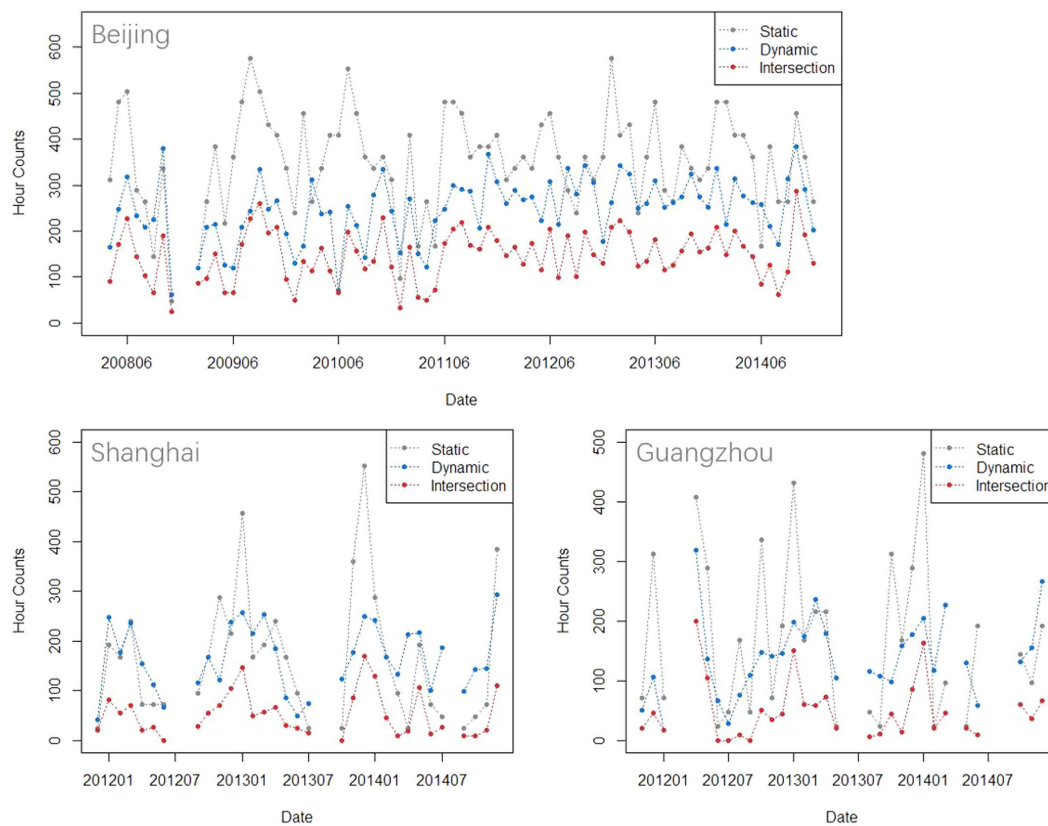 Beijing
Static
Dynamic
Intersection
Hour Counts
600
500
400
300
200
100
0
200806 200906 201006 201106 201206 201306 201406
Date
Shanghai
Static
Dynamic
Intersection
Hour Counts
600
500
400
300
200
100
0
201201 201207 201301 201307 201401 201407
Date
Guangzhou
Static
Dynamic
Intersection
Hour Counts
500
400
300
200
100
0
201201 201207 201301 201307 201401 201407
Date